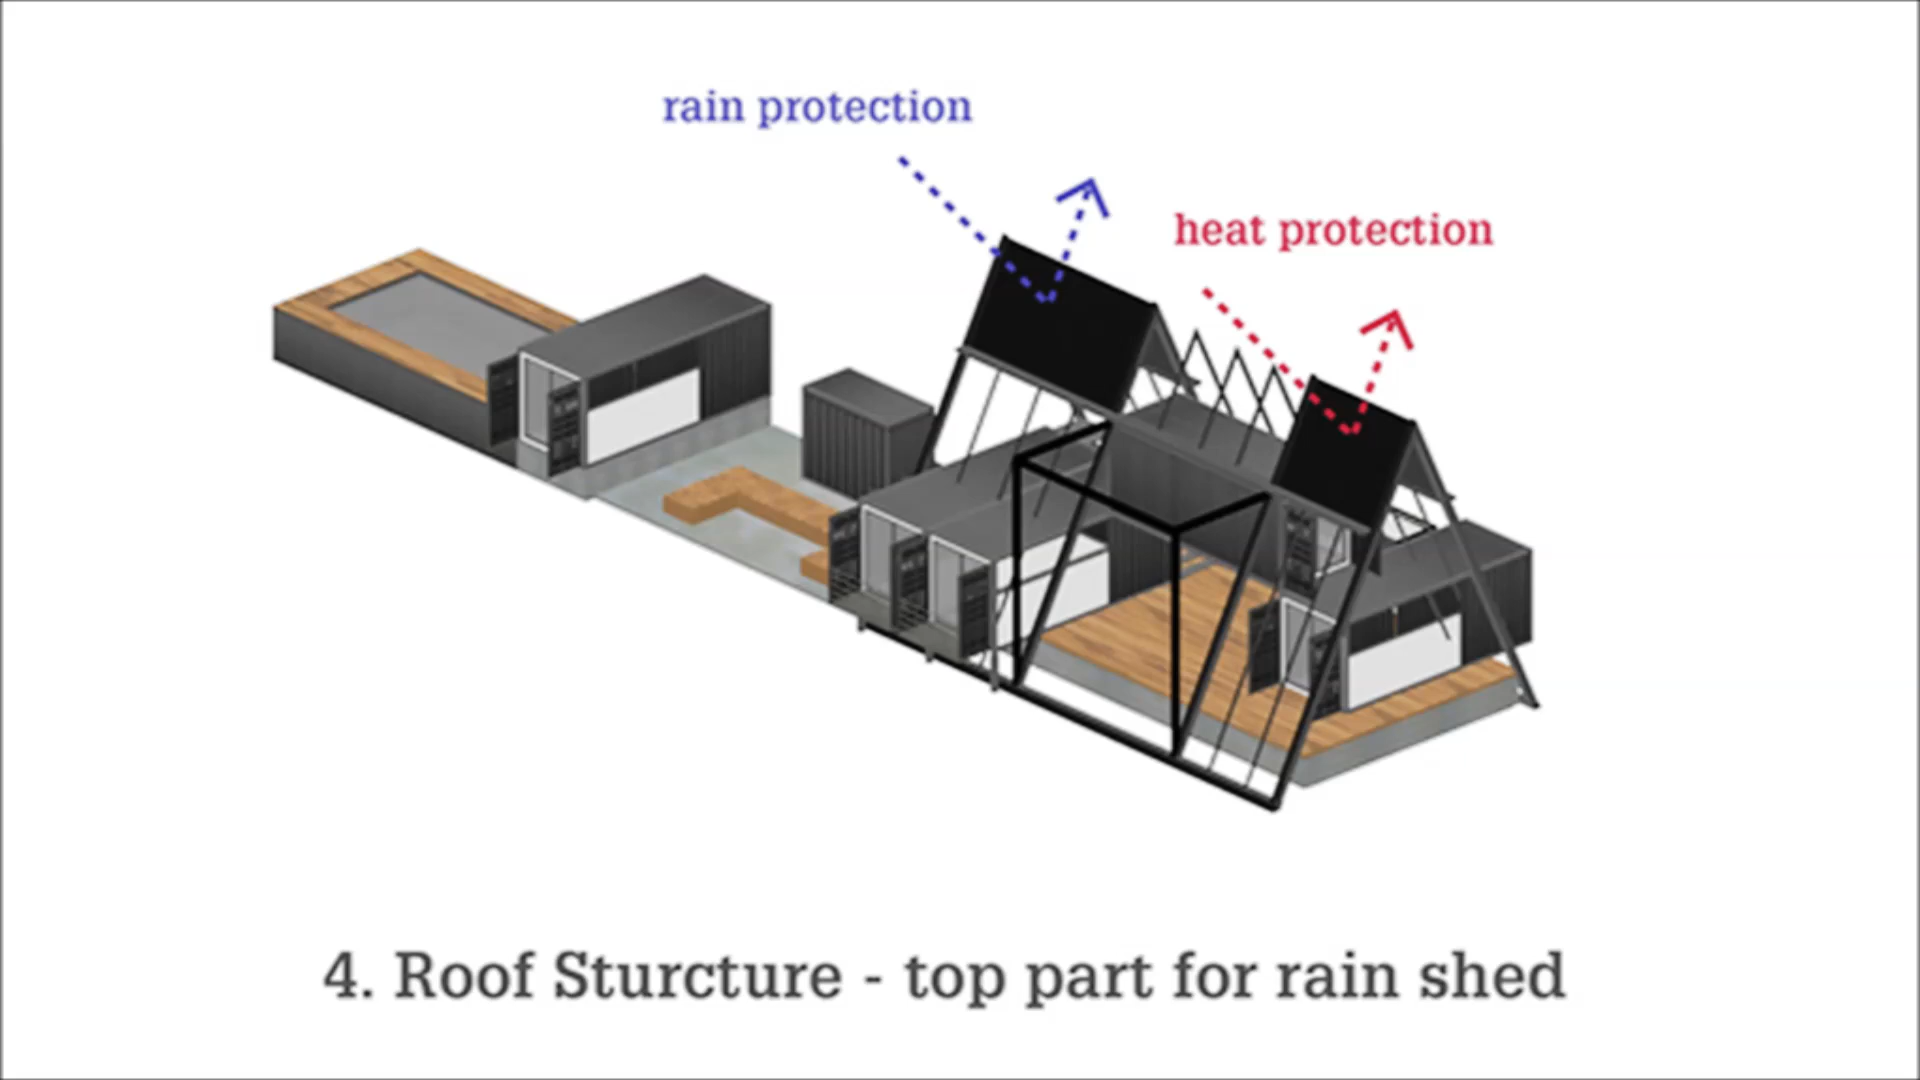 rain protection
heat protection
4. Roof Sturcture - top part for rain shed